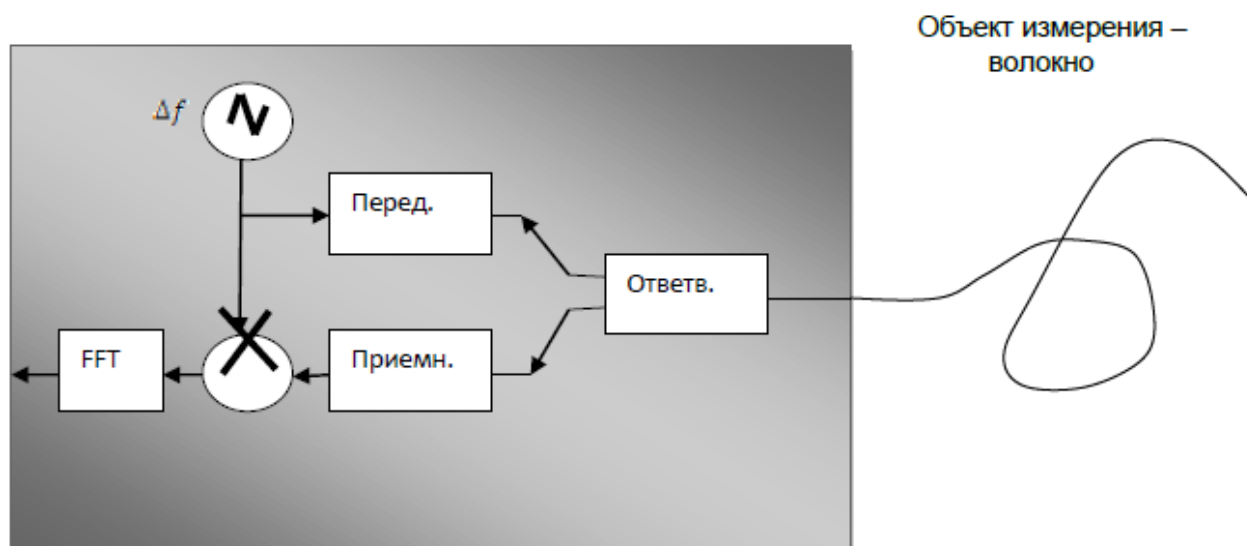 Объект измерения –
волокно
Δf
Перед.
Ответв.
FFT
Приемн.